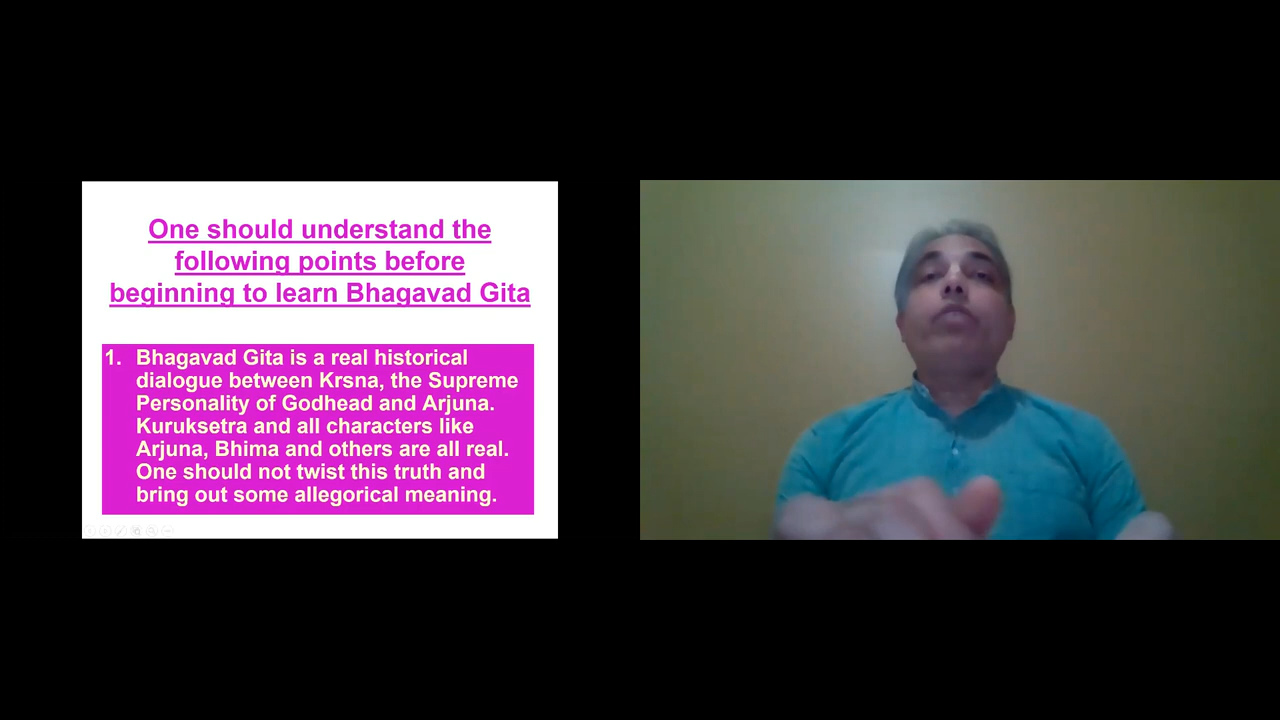 One should understand the
following points before
beginning to learn Bhagavad Gita
1. Bhagavad Gita is a real historical
dialogue between Krsna, the Supreme
Personality of Godhead and Arjuna.
Kuruksetra and all characters like
Arjuna, Bhima and others are all real.
One should not twist this truth and
bring out some allegorical meaning.